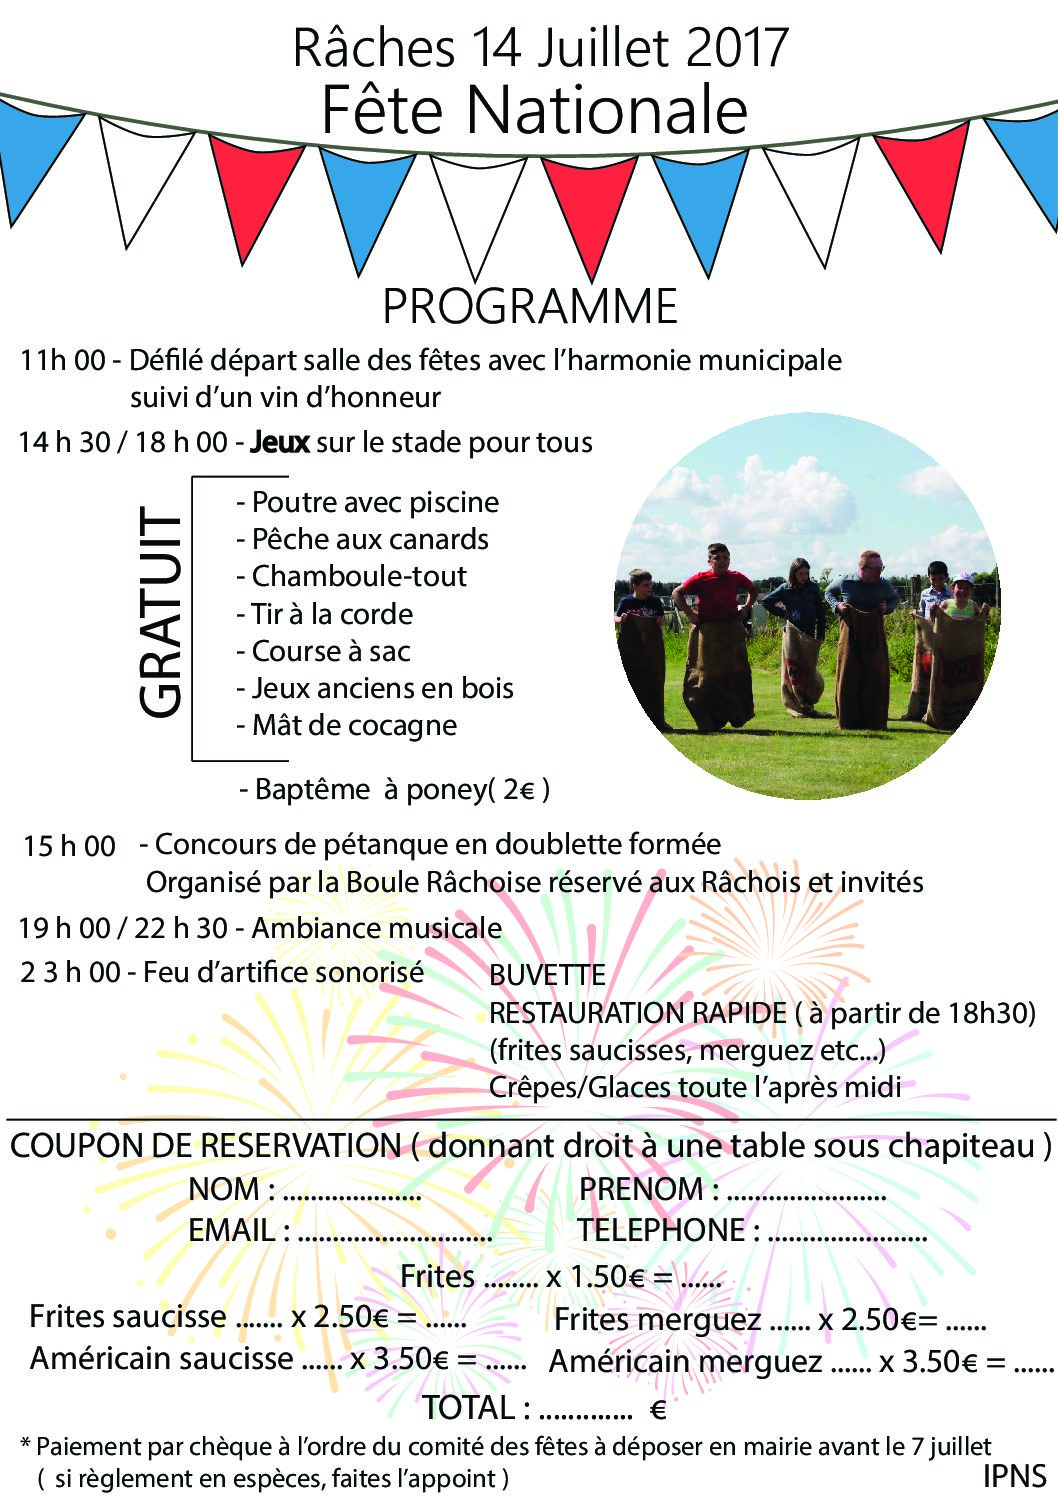 Râches 14 Juillet 2017
Fête Nationale
PROGRAMME
11h 00 - Défilé départ salle des fêtes avec l’harmonie municipale
suivi d’un vin d’honneur
14 h 30 / 18 h 00 - Jeux sur le stade pour tous
GRATUIT
- Poutre avec piscine
- Pêche aux canards
- Chamboule-tout
- Tir à la corde
- Course à sac
- Jeux anciens en bois
- Mât de cocagne
- Baptême à poney( 2€ )
15 h 00 - Concours de pétanque en doublette formée
Organisé par la Boule Râchoise réservé aux Râchois et invités
19 h 00 / 22 h 30 - Ambiance musicale
2 3 h 00 - Feu d’artifice sonorisé
BUVETTE
RESTAURATION RAPIDE ( à partir de 18h30)
(frites saucisses, merguez etc...)
Crêpes/Glaces toute l’après midi
COUPON DE RESERVATION ( donnant droit à une table sous chapiteau )
NOM : .................... PRENOM : .......................
EMAIL : ............................ TELEPHONE : .......................
Frites ........ x 1.50€ = ......
Frites saucisse ....... x 2.50€ = ...... Frites merguez ...... x 2.50€= ......
Américain saucisse ...... x 3.50€ = ...... Américain merguez ...... x 3.50€ = ......
TOTAL : ............. €
* Paiement par chèque à l’ordre du comité des fêtes à déposer en mairie avant le 7 juillet
( si règlement en espèces, faites l’appoint )
IPNS